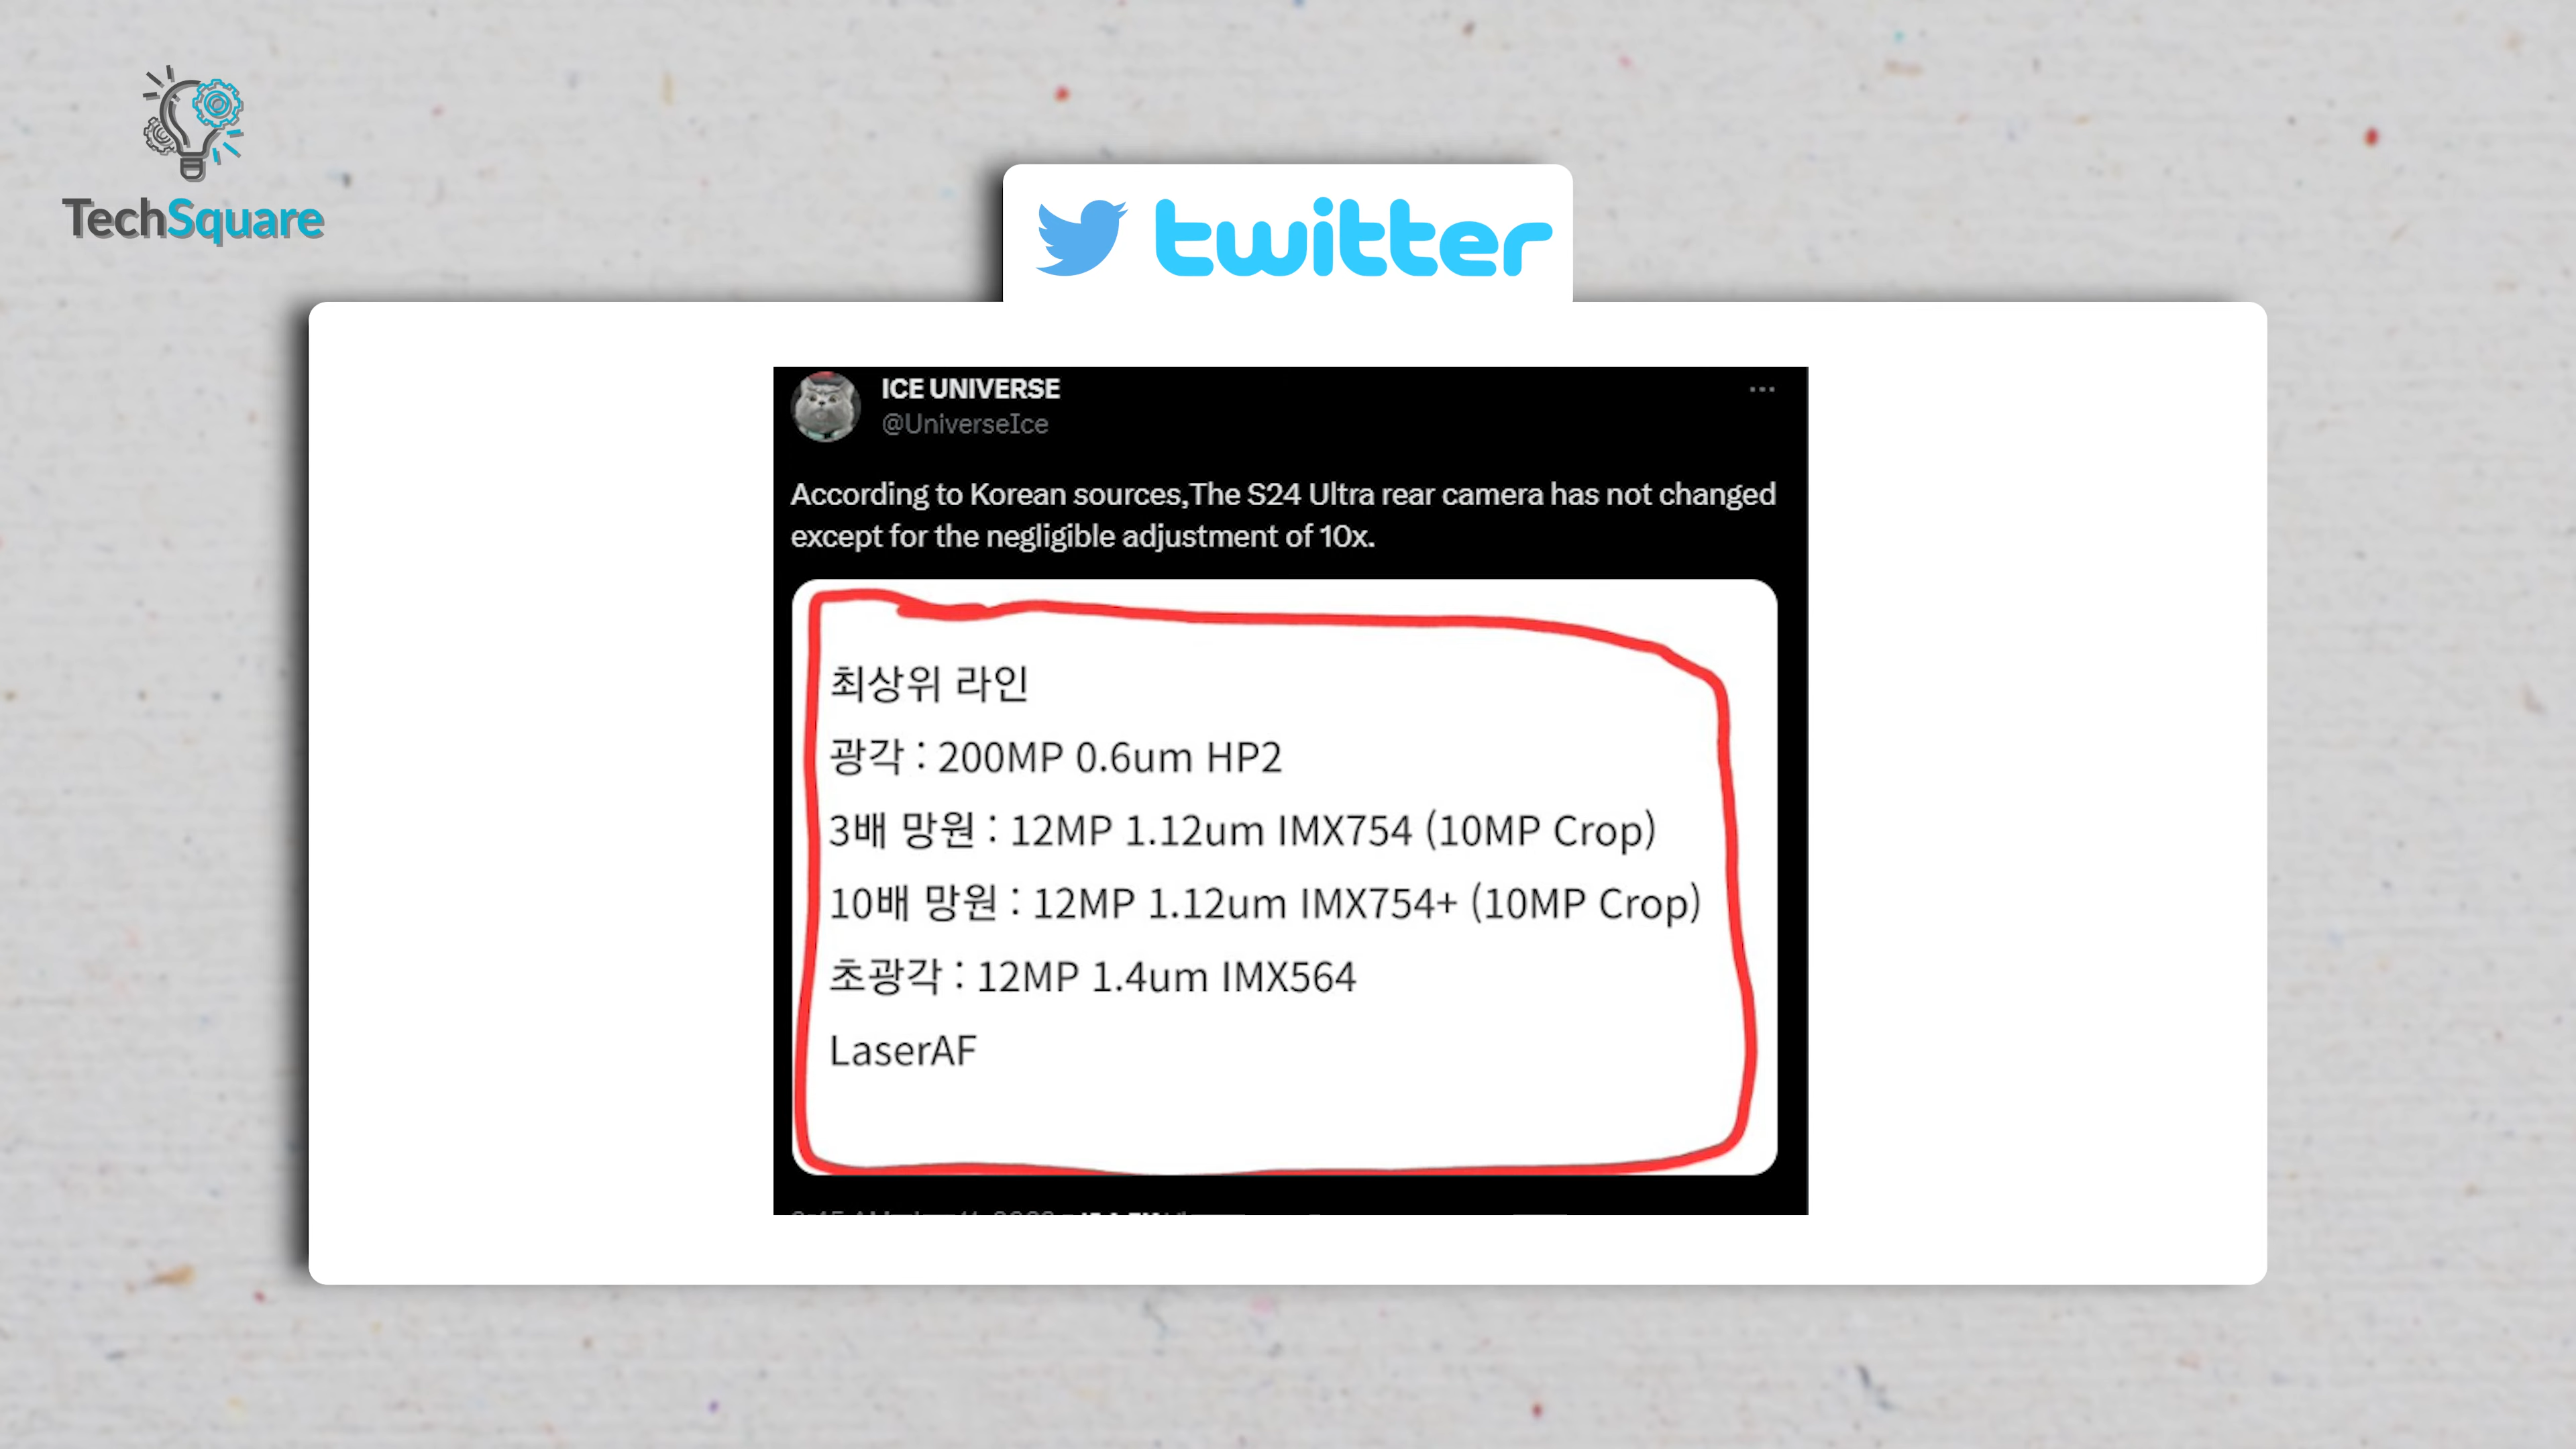 TechSquare
twitter
ICE UNIVERSE
@UniverseIce
According to Korean sources,The S24 Ultra rear camera has not changed
except for the negligible adjustment of 10x.
최상위 라인
광각 : 200MP 0.6um HP2
3배 망원 : 12MP 1.12um IMX754 (10MP Crop)
10배 망원 : 12MP 1.12um IMX754+ (10MP Crop)
초광각 : 12MP 1.4um IMX564
LaserAF